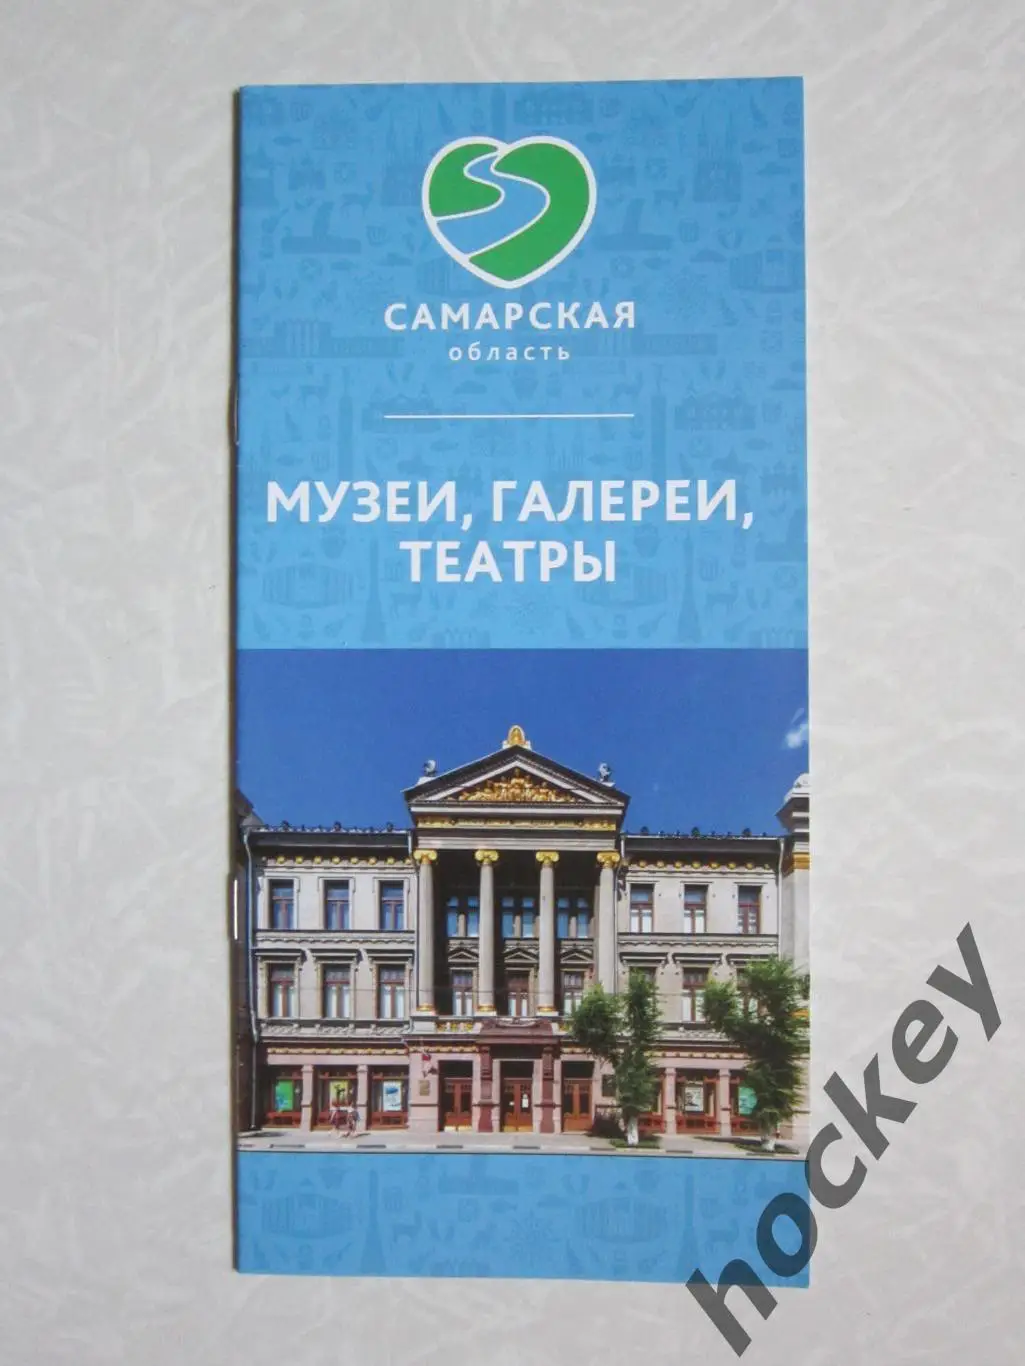 САМАРСКАЯ
область
МУЗЕИ, ГАЛЕРЕИ,
ТЕАТРЫ
hockey